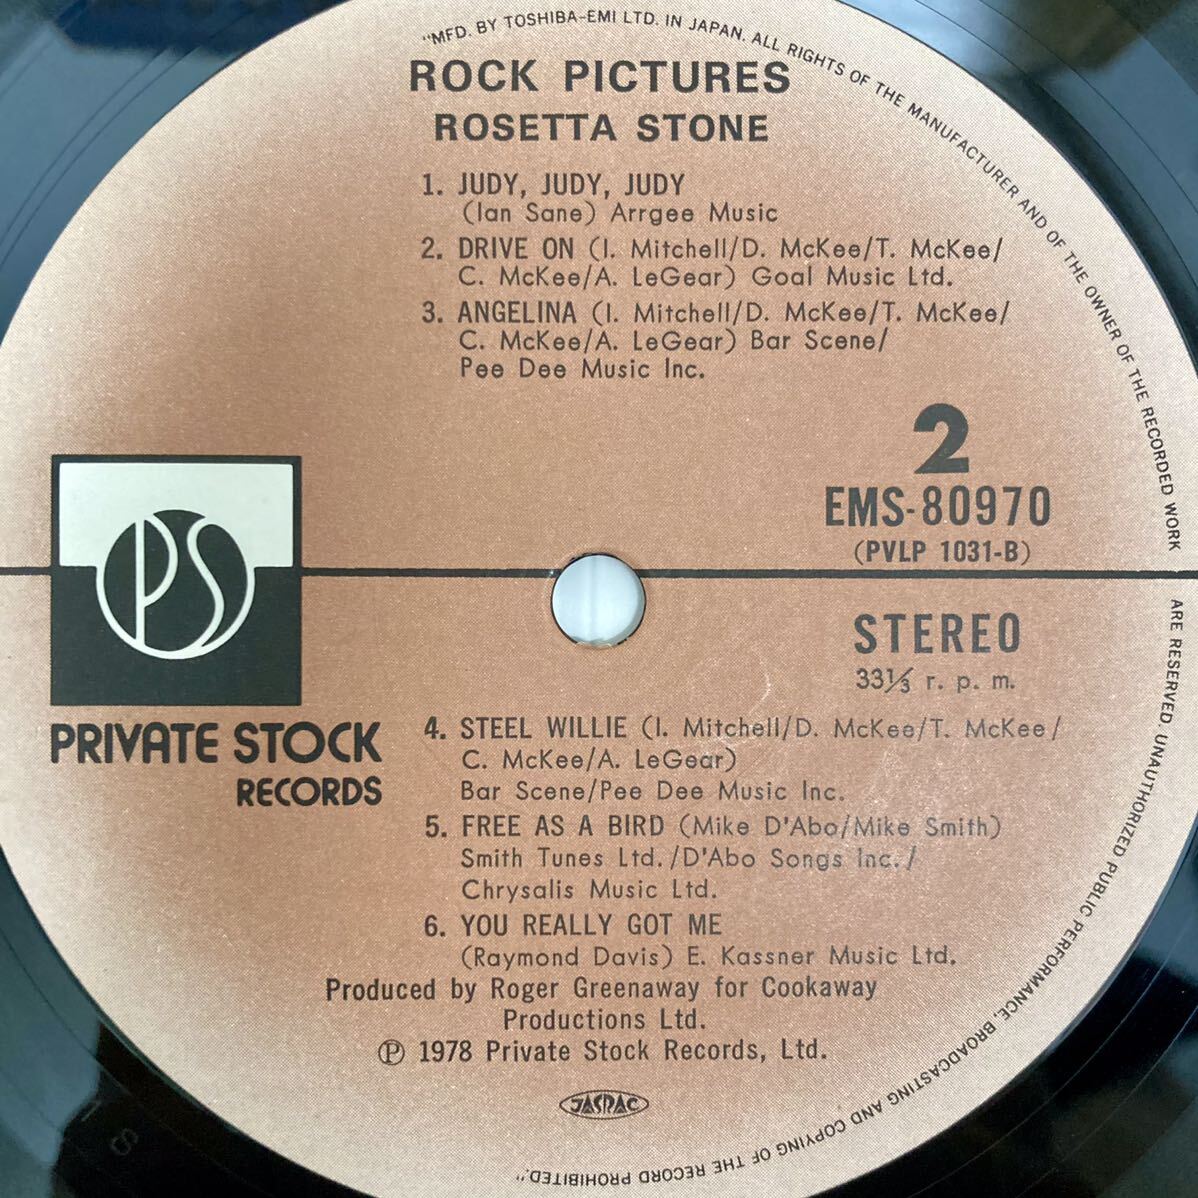 "MFD. BY TOSHIBA-EMI LTD. IN JAPAN. ALL RIGHTS OF THE MANUFACTURER AND OF THE OWNER OF THE RECORDED WORK
ARE RESERVED. UNAUTHORIZED PUBLIC PERFORMANCE, BROADCASTING AND COPYING OF THE RECORD PROHIBITED."
ROCK PICTURES
ROSETTA STONE
1. JUDY, JUDY, JUDY
(Ian Sane) Arrgee Music
2. DRIVE ON (I. Mitchell/D. McKee/T. McKee/
C. McKee/A. LeGear) Goal Music Ltd.
3. ANGELINA (I. Mitchell/D. McKee/T. McKee/
C. McKee/A. LeGear) Bar Scene/
Pee Dee Music Inc.
2
EMS-80970
(PVLP 1031-B)
PS
STEREO
33⅓ r. p. m.
PRIVATE STOCK
RECORDS
4. STEEL WILLIE (I. Mitchell/D. McKee/T. McKee/
C. McKee/A. LeGear)
Bar Scene/Pee Dee Music Inc.
5. FREE AS A BIRD (Mike D'Abo/Mike Smith)
Smith Tunes Ltd./D'Abo Songs Inc./
Chrysalis Music Ltd.
6. YOU REALLY GOT ME
(Raymond Davis) E. Kassner Music Ltd.
Produced by Roger Greenaway for Cookaway
Productions Ltd.
℗ 1978 Private Stock Records, Ltd.
JASRAC